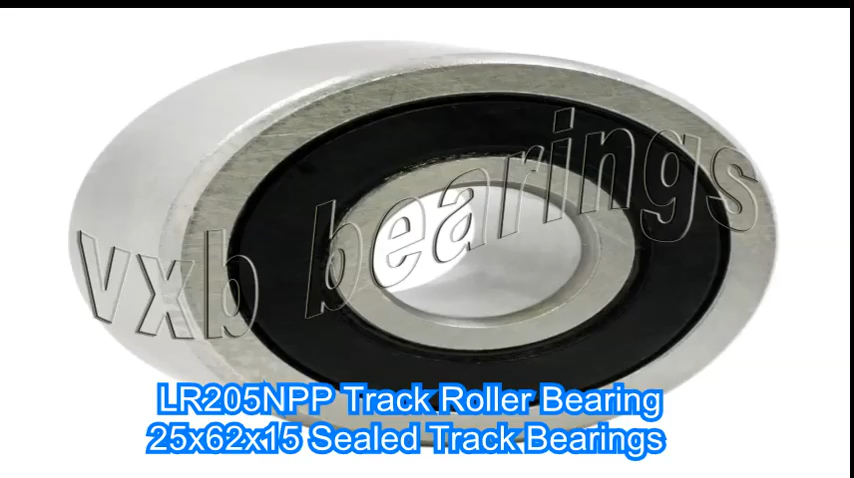 vxb bearings
LR205NPP Track Roller Bearing
25x62x15 Sealed Track Bearings